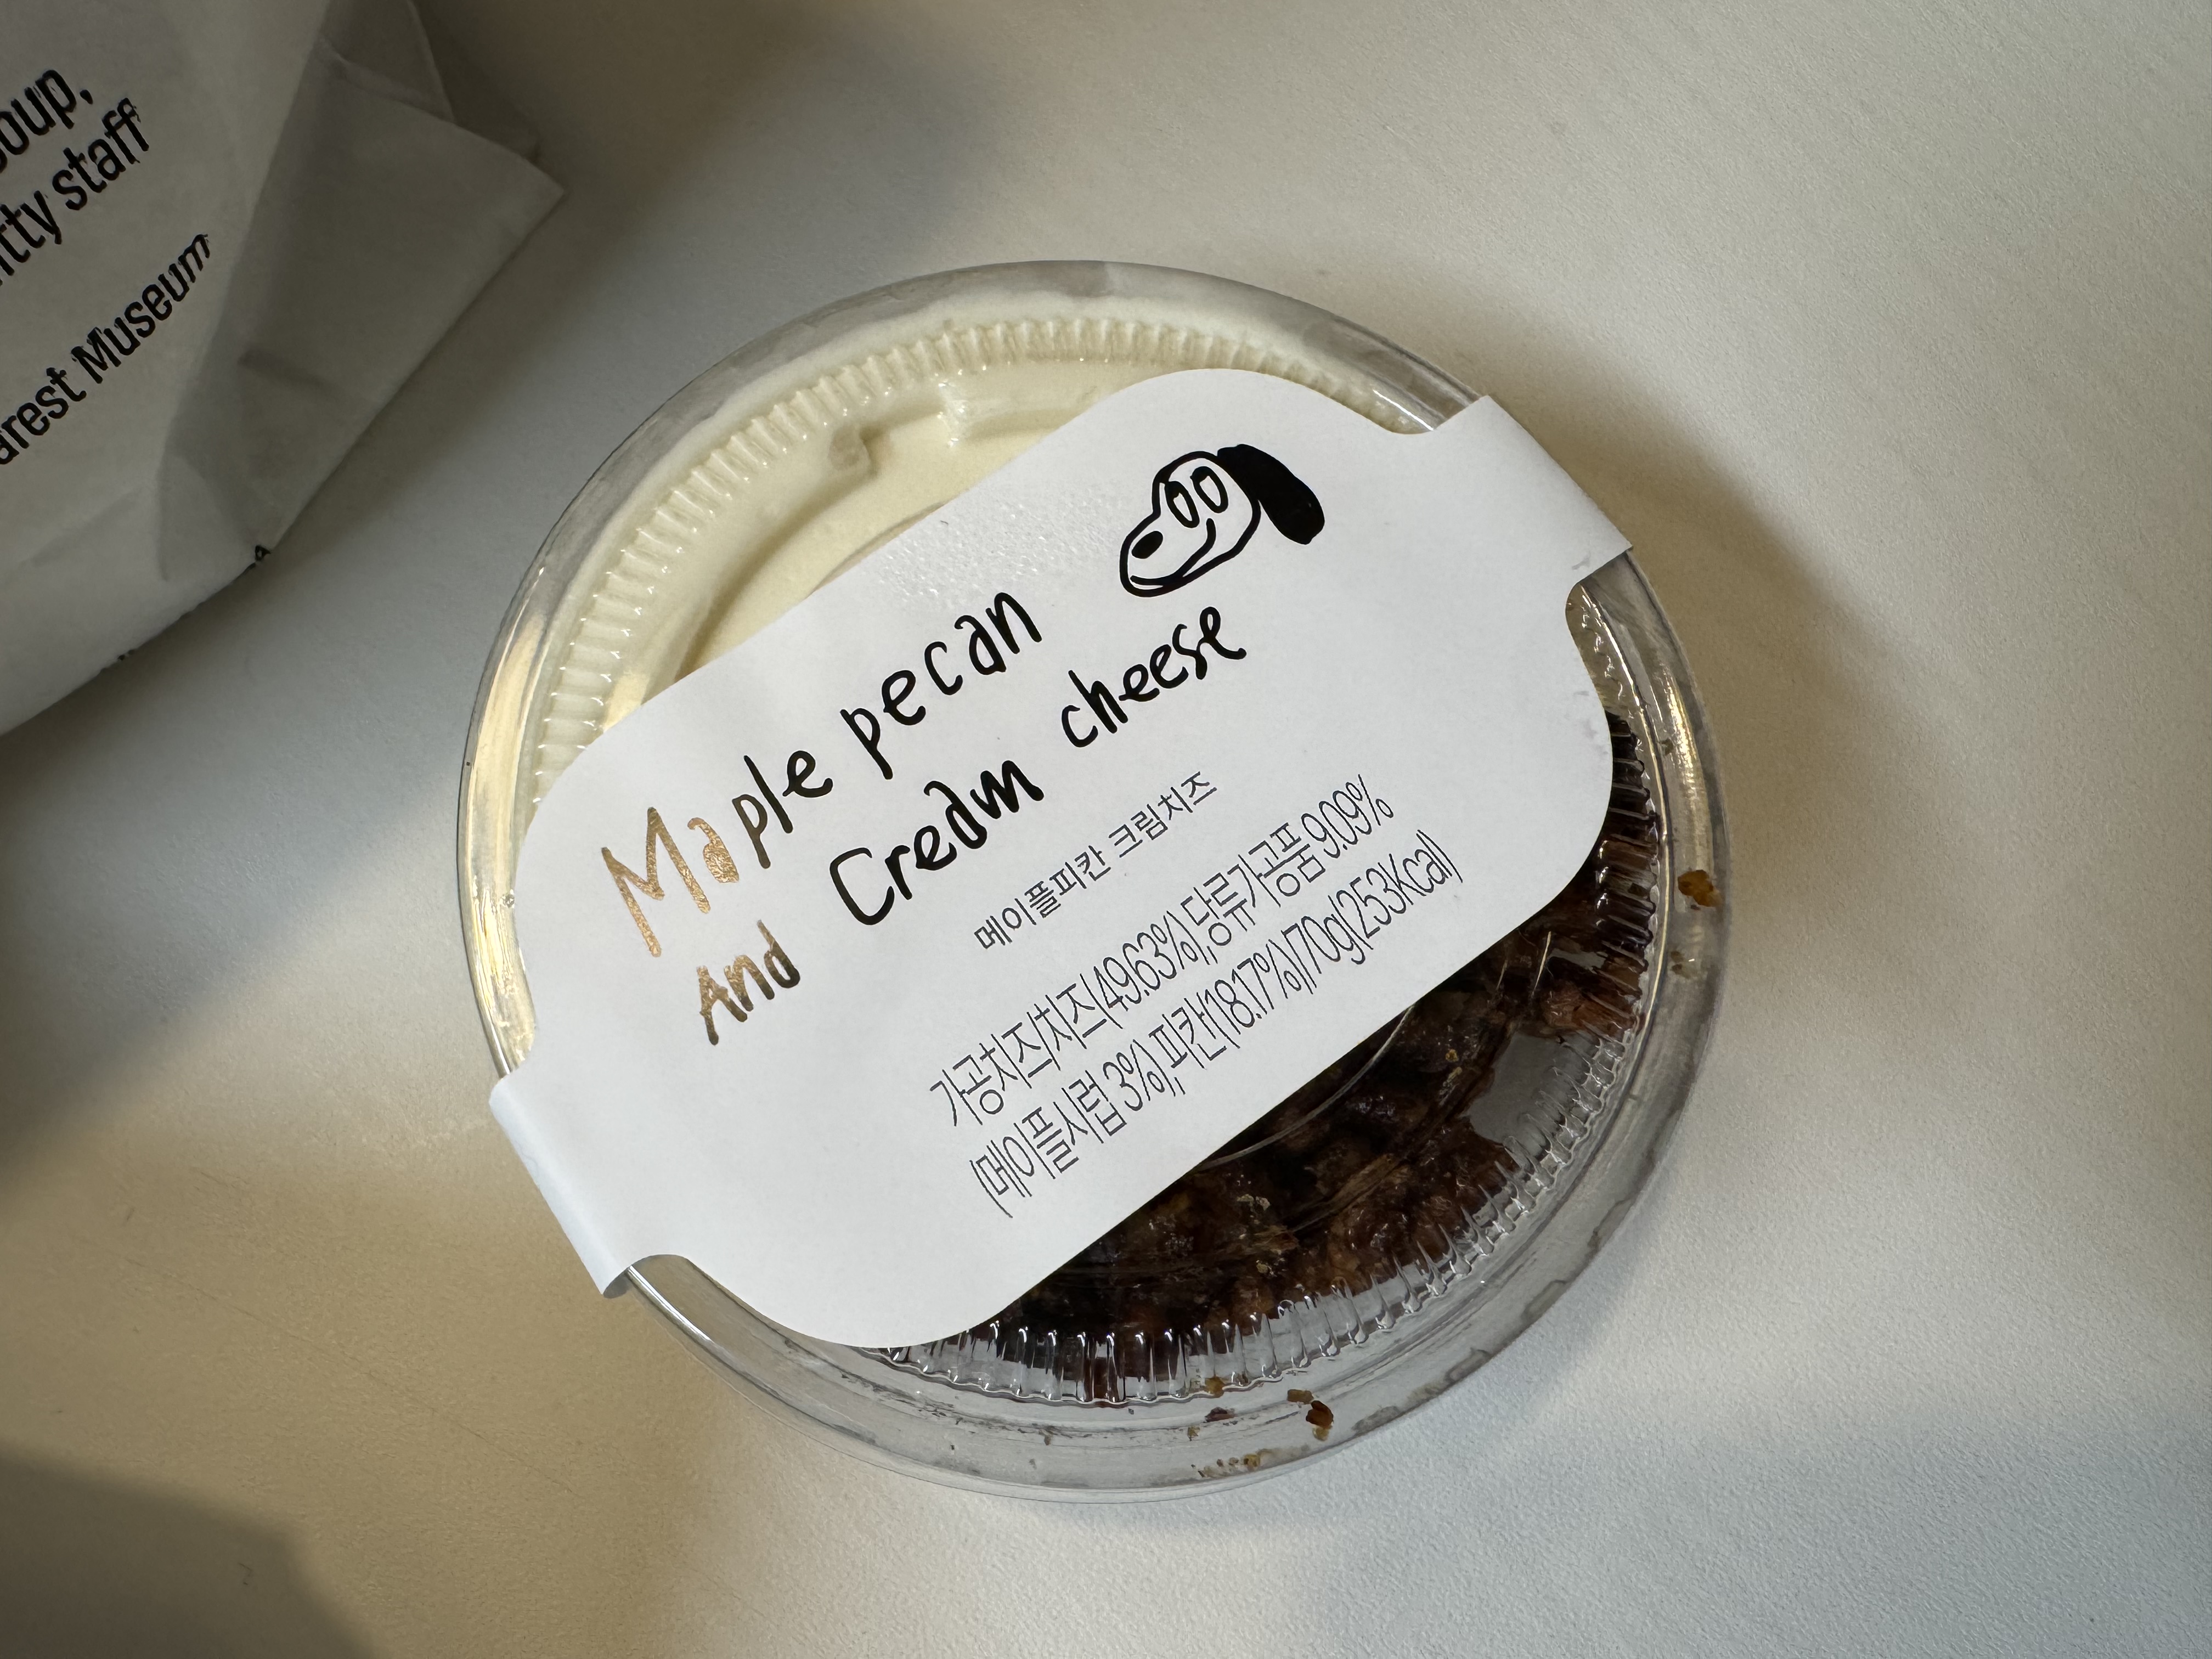 oup,
tty staff
arest Museum
Maple pecan
And Cream cheese
메이플피칸 크림치즈
가공치즈(치즈(49.63%),당류가공품9.09%
(메이플시럽 3%),피칸(18.17%)|70g(253Kcal)